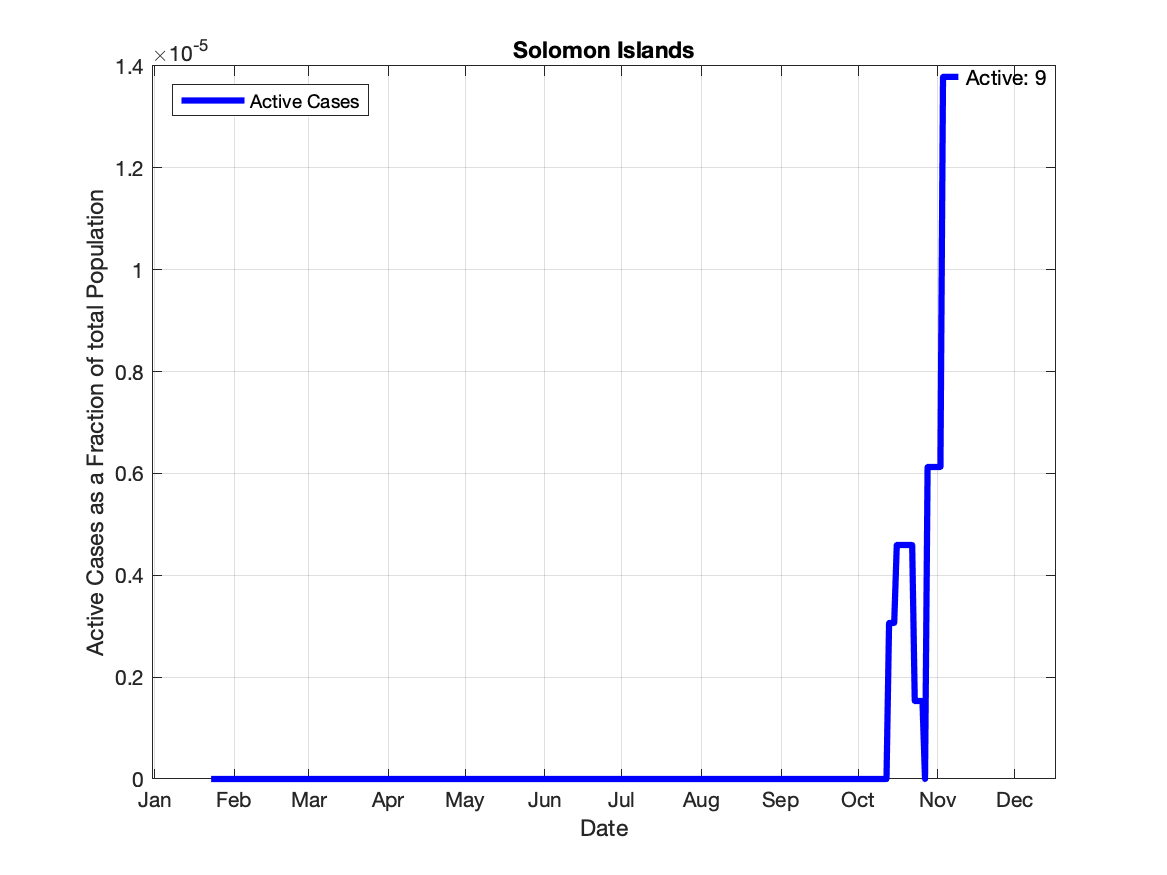 Solomon Islands
×10-5
1.4
1.2
1
0.8
0.6
0.4
0.2
0
Active Cases as a Fraction of total Population
Active Cases
Active: 9
Jan Feb Mar Apr May Jun Jul Aug Sep Oct Nov Dec
Date